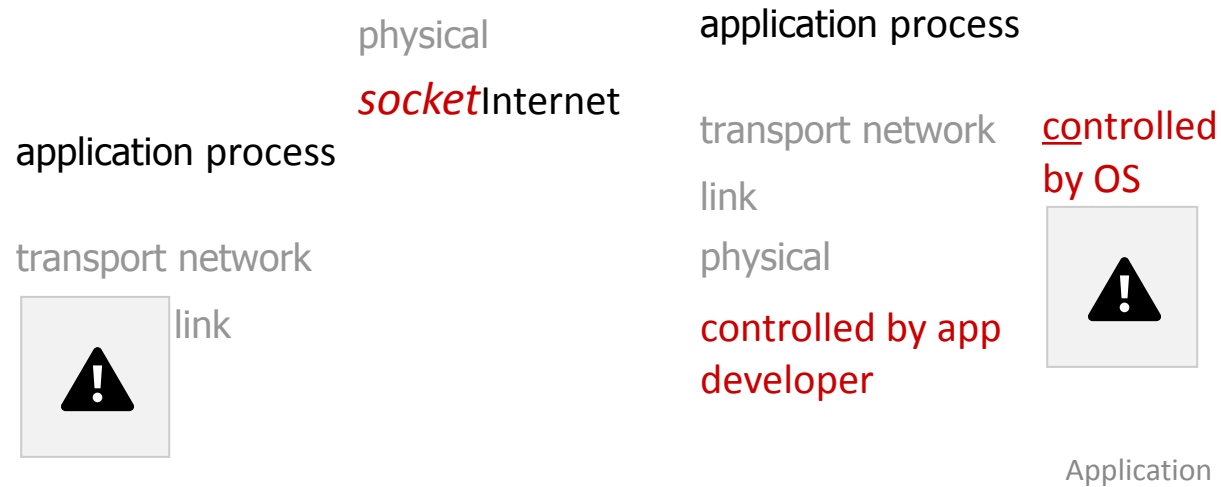 application process
transport network
link
physical
socketInternet
application process
transport network
link
physical
controlled by app
developer
controlled
by OS
Application